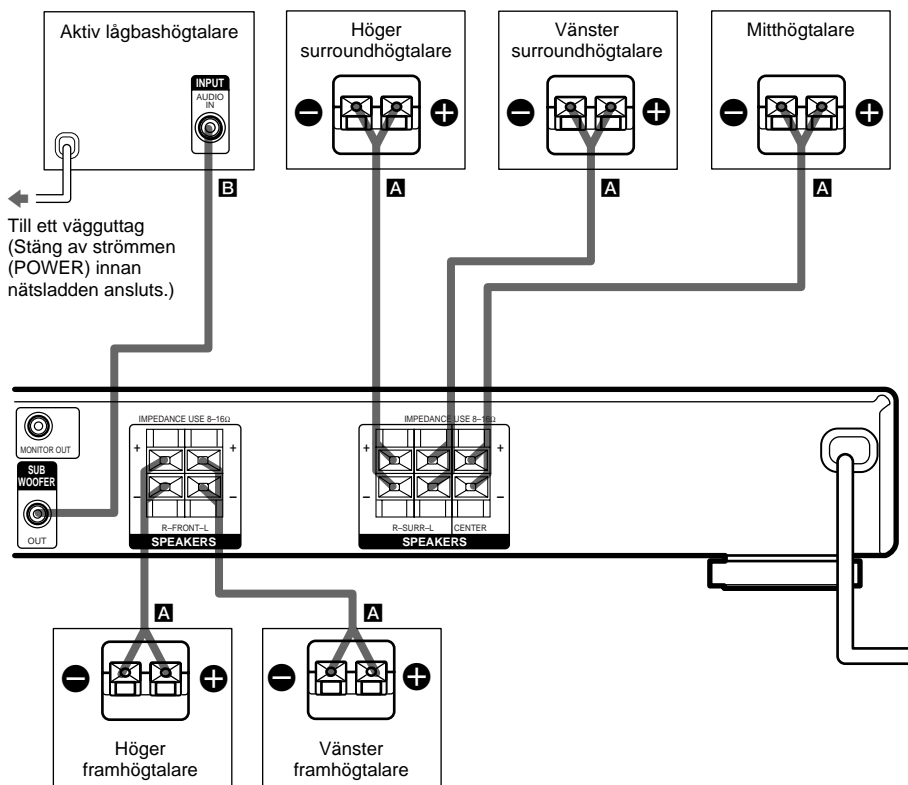 Aktiv lågbashögtalare
INPUT
AUDIO
IN
Höger
surroundhögtalare
Vänster
surroundhögtalare
Mitthögtalare
− +
− +
− +
B
A
A
A
Till ett vägguttag
(Stäng av strömmen
(POWER) innan
nätsladden ansluts.)
MONITOR OUT
SUB
WOOFER
OUT
IMPEDANCE USE 8–16Ω
+ +
− −
R–FRONT–L
SPEAKERS
IMPEDANCE USE 8–16Ω
+ +
− −
R–SURR–L CENTER
SPEAKERS
A
A
− +
− +
Höger
framhögtalare
Vänster
framhögtalare